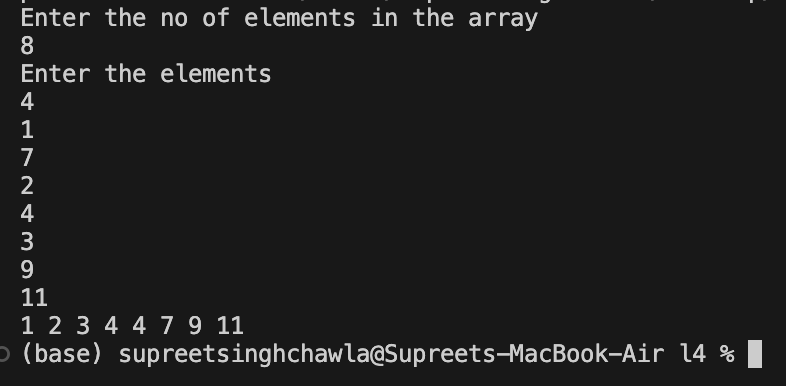 Enter the no of elements in the array
8
Enter the elements
4
1
7
2
4
3
9
11
1 2 3 4 4 7 9 11
(base) supreetsinghchawla@Supreets-MacBook-Air l4 %